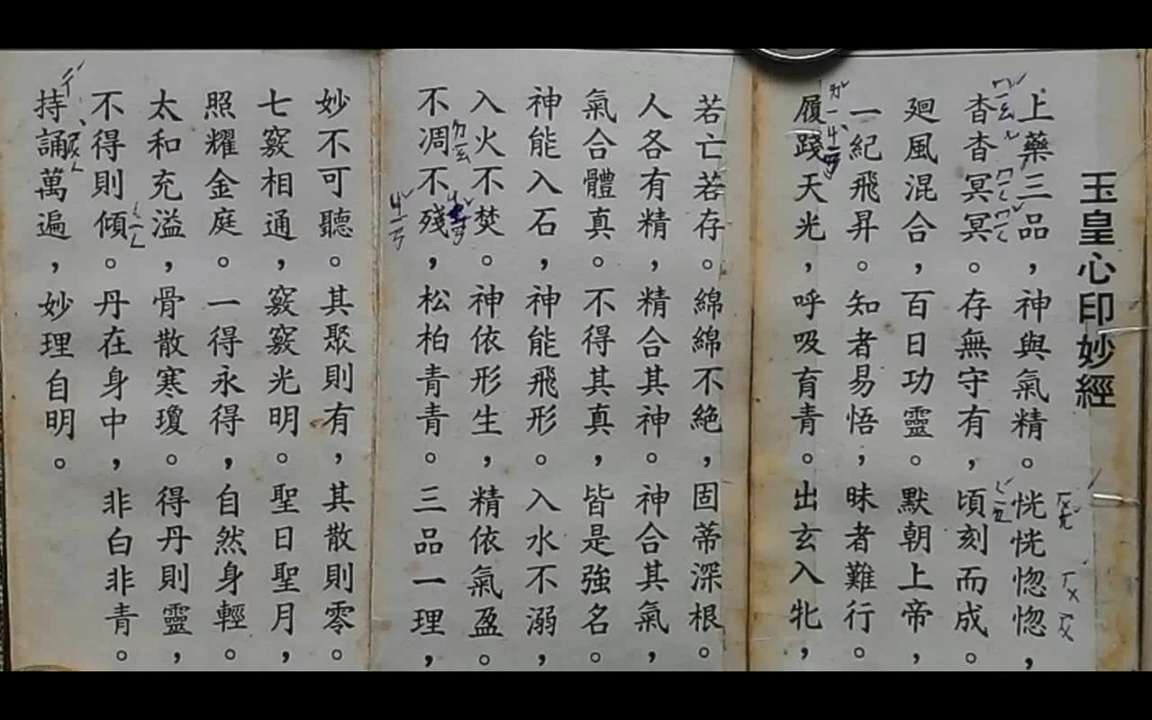 玉皇心印妙經
上藥三品，神與氣精。恍恍惚惚，
杳杳冥冥。存無守有，頃刻而成。
廻風混合，百日功靈。默朝上帝，
一紀飛昇。知者易悟；昧者難行。
履踐天光，呼吸育青。出玄入牝，
若亡若存。綿綿不絕，固蒂深根。
人各有精，精合其神。神合其氣，
氣合體真。不得其真，皆是強名。
神能入石，神能飛形。入水不溺，
入火不焚。神依形生，精依氣盈。
不凋不殘，松柏青青。三品一理，
妙不可聽。其聚則有，其散則零。
七竅相通，竅竅光明。聖日聖月，
照耀金庭。一得永得，自然身輕。
太和充溢，骨散寒瓊。得丹則靈，
不得則傾。丹在身中，非白非青。
持誦萬遍，妙理自明。